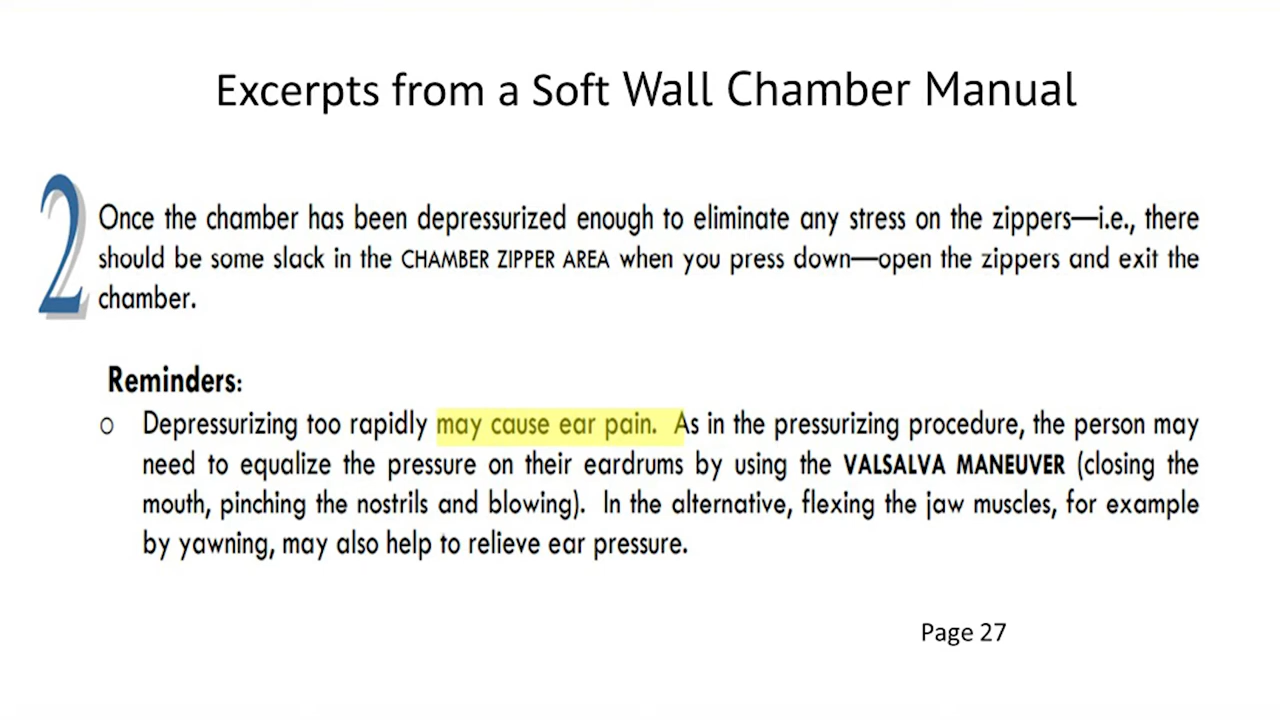 Excerpts from a Soft Wall Chamber Manual
2
Once the chamber has been depressurized enough to eliminate any stress on the zippers—i.e., there
should be some slack in the CHAMBER ZIPPER AREA when you press down—open the zippers and exit the
chamber.
Reminders:
o Depressurizing too rapidly may cause ear pain. As in the pressurizing procedure, the person may
need to equalize the pressure on their eardrums by using the VALSALVA MANEUVER (closing the
mouth, pinching the nostrils and blowing). In the alternative, flexing the jaw muscles, for example
by yawning, may also help to relieve ear pressure.
Page 27